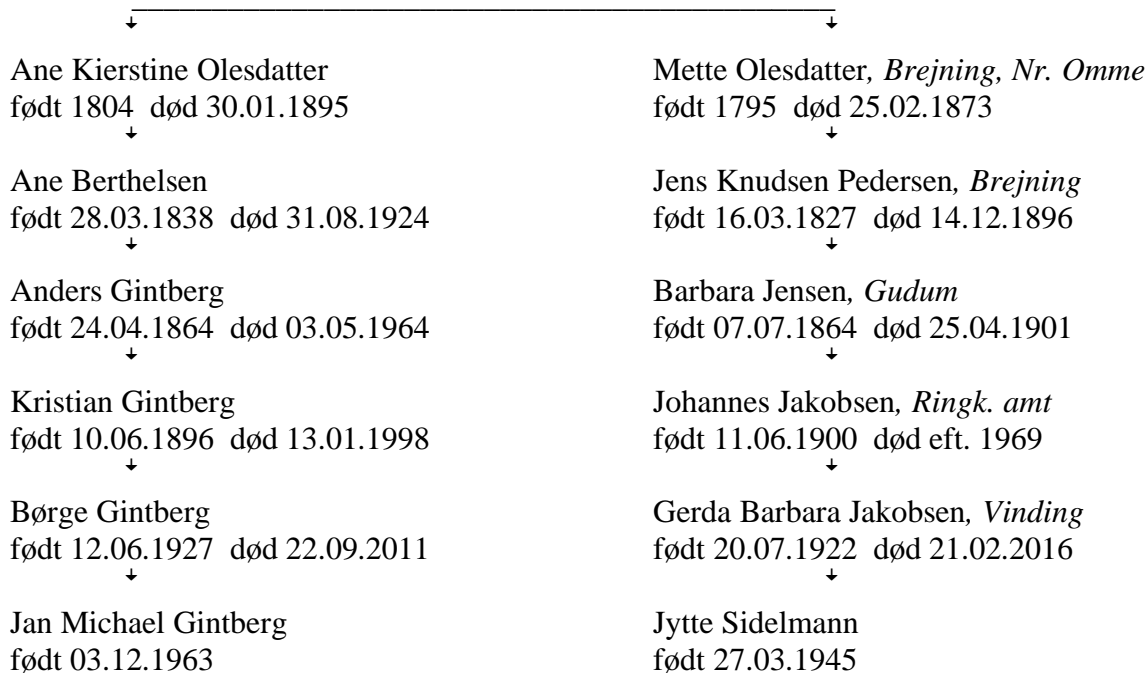 Ane Kierstine Olesdatter
født 1804 død 30.01.1895
Ane Berthelsen
født 28.03.1838 død 31.08.1924
Anders Gintberg
født 24.04.1864 død 03.05.1964
Kristian Gintberg
født 10.06.1896 død 13.01.1998
Børge Gintberg
født 12.06.1927 død 22.09.2011
Jan Michael Gintberg
født 03.12.1963
Mette Olesdatter, Brejning, Nr. Omme
født 1795 død 25.02.1873
Jens Knudsen Pedersen, Brejning
født 16.03.1827 død 14.12.1896
Barbara Jensen, Gudum
født 07.07.1864 død 25.04.1901
Johannes Jakobsen, Ringk. amt
født 11.06.1900 død eft. 1969
Gerda Barbara Jakobsen, Vinding
født 20.07.1922 død 21.02.2016
Jytte Sidelmann
født 27.03.1945